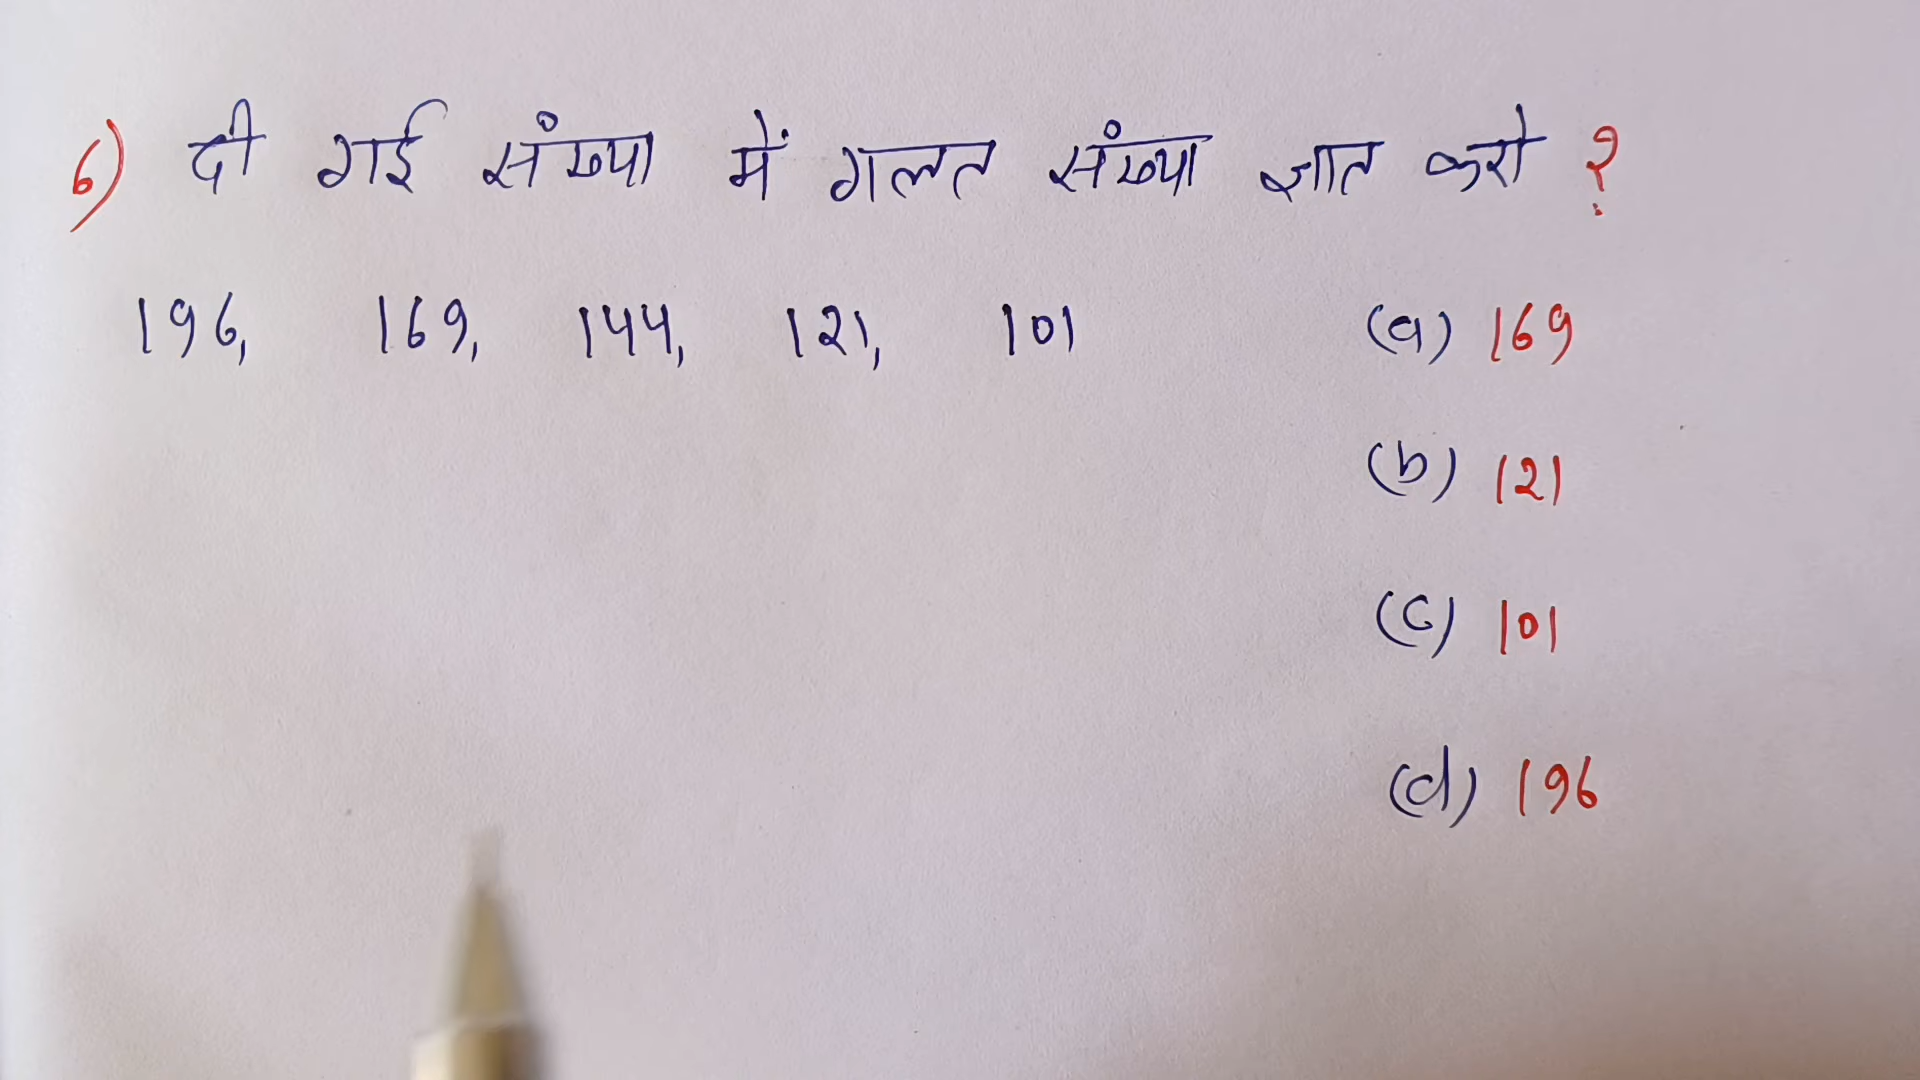 6) दी गई संख्या में गलत संख्या ज्ञात करो ?
196, 169, 144, 121, 101 (a) 169
(b) 121
(c) 101
(d) 196